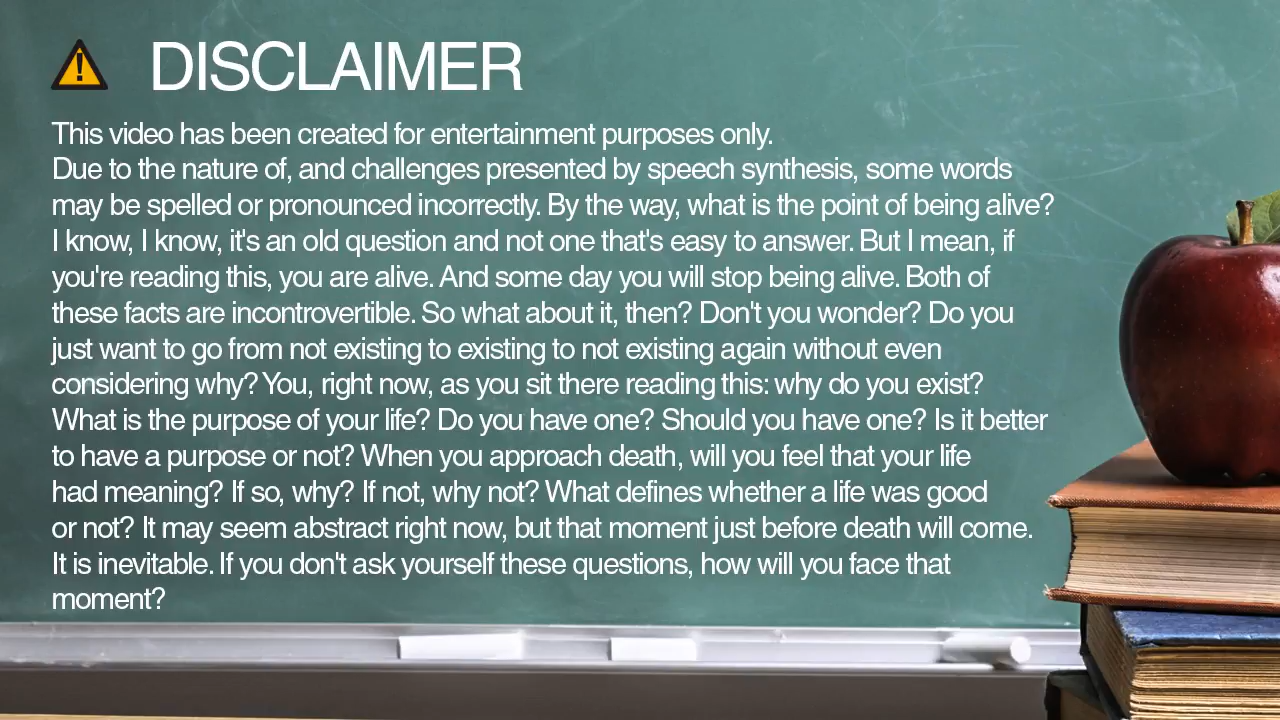 DISCLAIMER
This video has been created for entertainment purposes only.
Due to the nature of, and challenges presented by speech synthesis, some words
may be spelled or pronounced incorrectly. By the way, what is the point of being alive?
I know, I know, it's an old question and not one that's easy to answer. But I mean, if
you're reading this, you are alive. And some day you will stop being alive. Both of
these facts are incontrovertible. So what about it, then? Don't you wonder? Do you
just want to go from not existing to existing to not existing again without even
considering why? You, right now, as you sit there reading this: why do you exist?
What is the purpose of your life? Do you have one? Should you have one? Is it better
to have a purpose or not? When you approach death, will you feel that your life
had meaning? If so, why? If not, why not? What defines whether a life was good
or not? It may seem abstract right now, but that moment just before death will come.
It is inevitable. If you don't ask yourself these questions, how will you face that
moment?